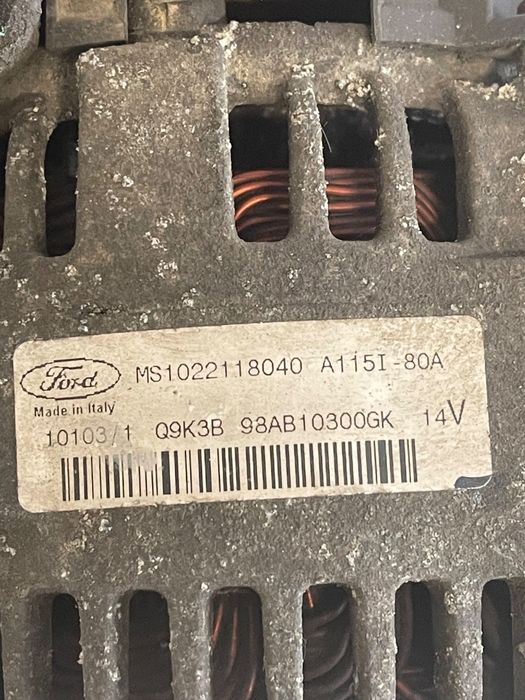 Ford MS1022118040 A115I-80A
Made in Italy
10103/1 Q9K3B 98AB10300GK 14V